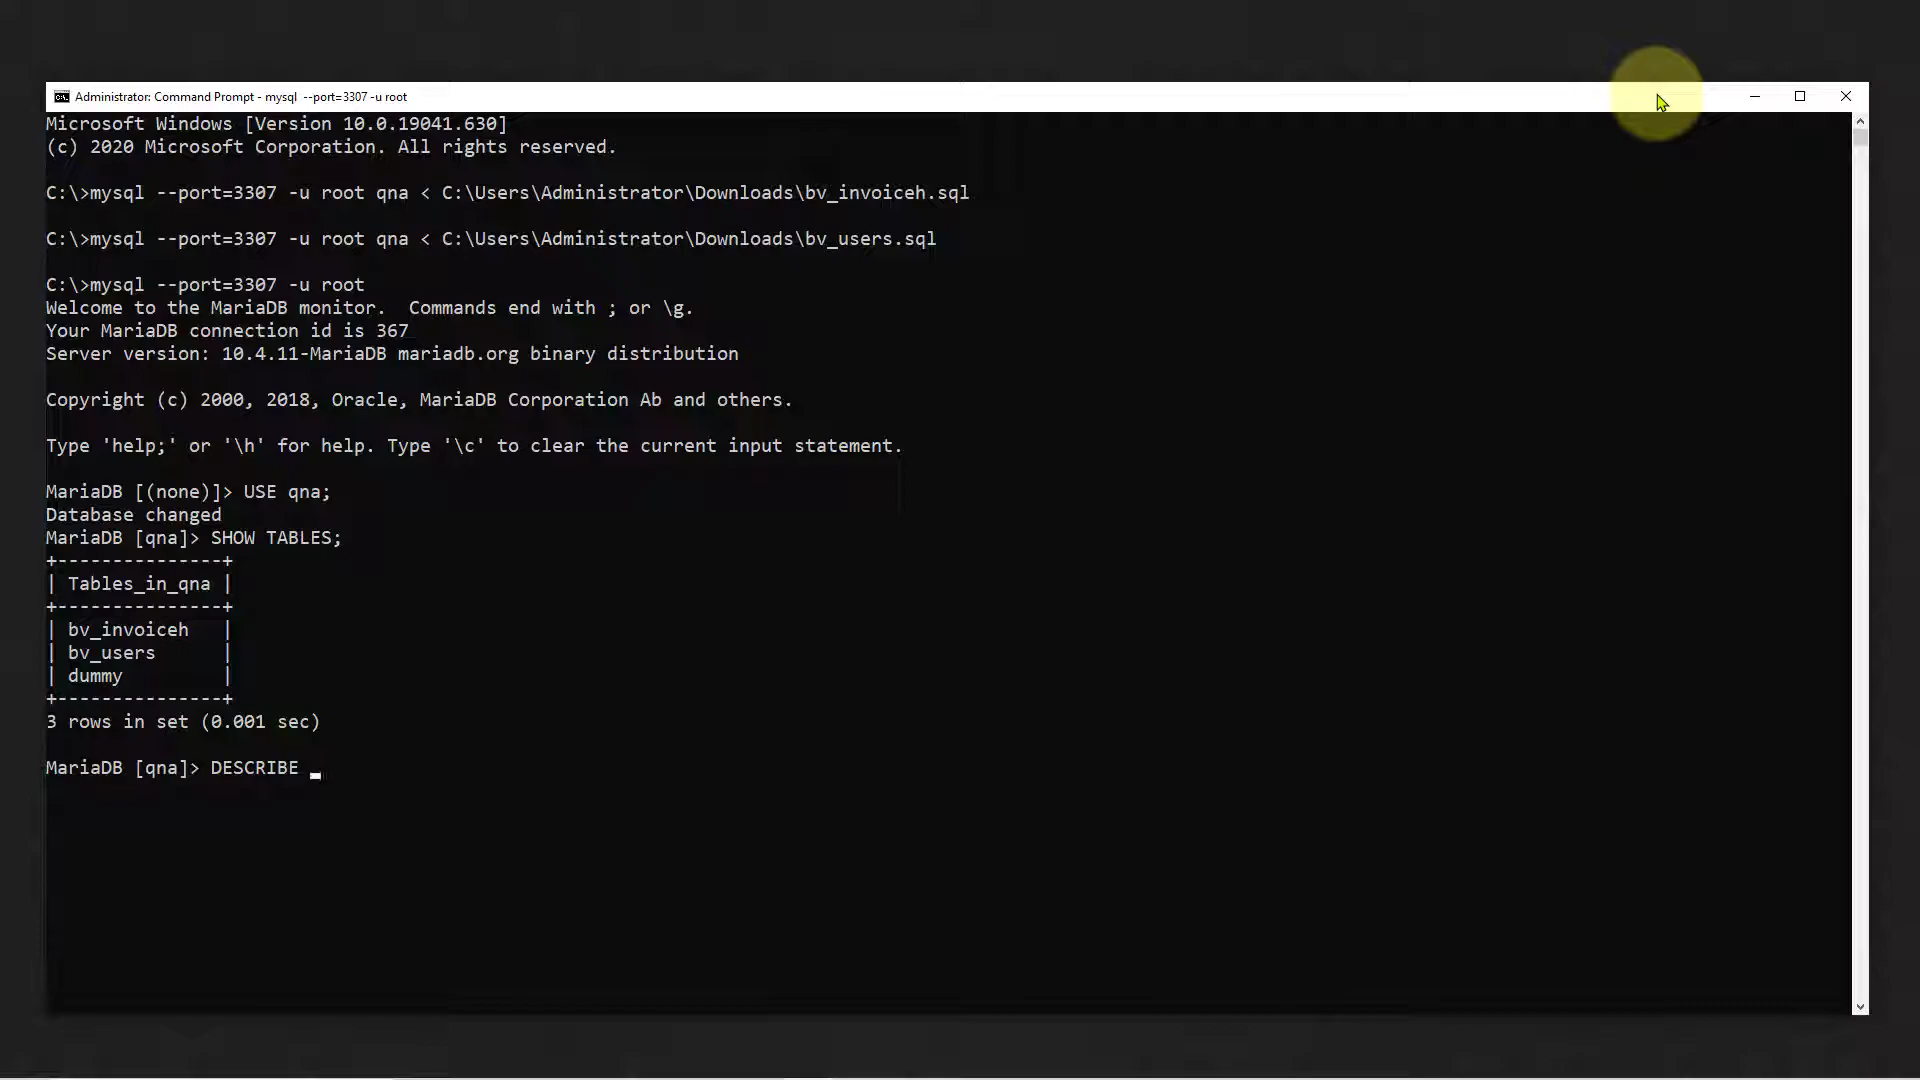 Administrator: Command Prompt - mysql --port=3307 -u root
Microsoft Windows [Version 10.0.19041.630]
(c) 2020 Microsoft Corporation. All rights reserved.
C:\>mysql --port=3307 -u root qna < C:\Users\Administrator\Downloads\bv_invoiceh.sql
C:\>mysql --port=3307 -u root qna < C:\Users\Administrator\Downloads\bv_users.sql
C:\>mysql --port=3307 -u root
Welcome to the MariaDB monitor.  Commands end with ; or \g.
Your MariaDB connection id is 367
Server version: 10.4.11-MariaDB mariadb.org binary distribution
Copyright (c) 2000, 2018, Oracle, MariaDB Corporation Ab and others.
Type 'help;' or '\h' for help. Type '\c' to clear the current input statement.
MariaDB [(none)]> USE qna;
Database changed
MariaDB [qna]> SHOW TABLES;
+---------------+
| Tables_in_qna |
+---------------+
| bv_invoiceh   |
| bv_users      |
| dummy         |
+---------------+
3 rows in set (0.001 sec)
MariaDB [qna]> DESCRIBE _